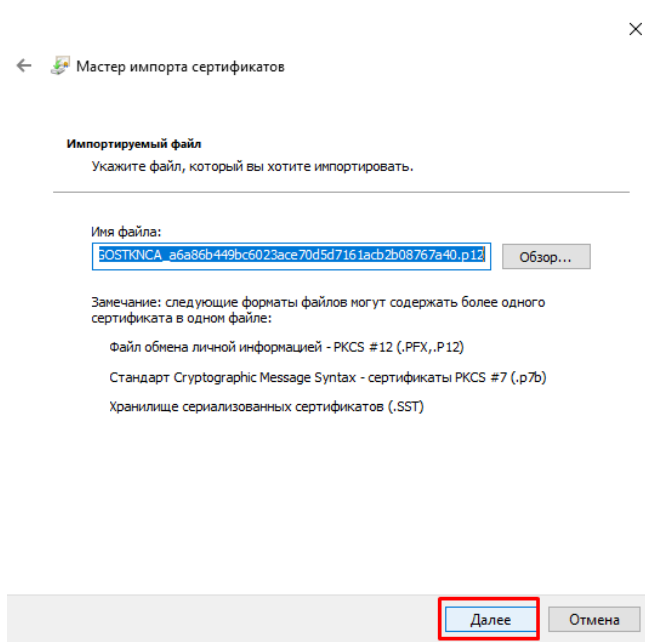 Мастер импорта сертификатов
Импортируемый файл
Укажите файл, который вы хотите импортировать.
Имя файла:
GOSTKNCA_a6a86b449bc6023ace70d5d7161acb2b08767a40.p12
Обзор...
Замечание: следующие форматы файлов могут содержать более одного
сертификата в одном файле:
Файл обмена личной информацией - PKCS #12 (.PFX,.P12)
Стандарт Cryptographic Message Syntax - сертификаты PKCS #7 (.p7b)
Хранилище сериализованных сертификатов (.SST)
Далее
Отмена